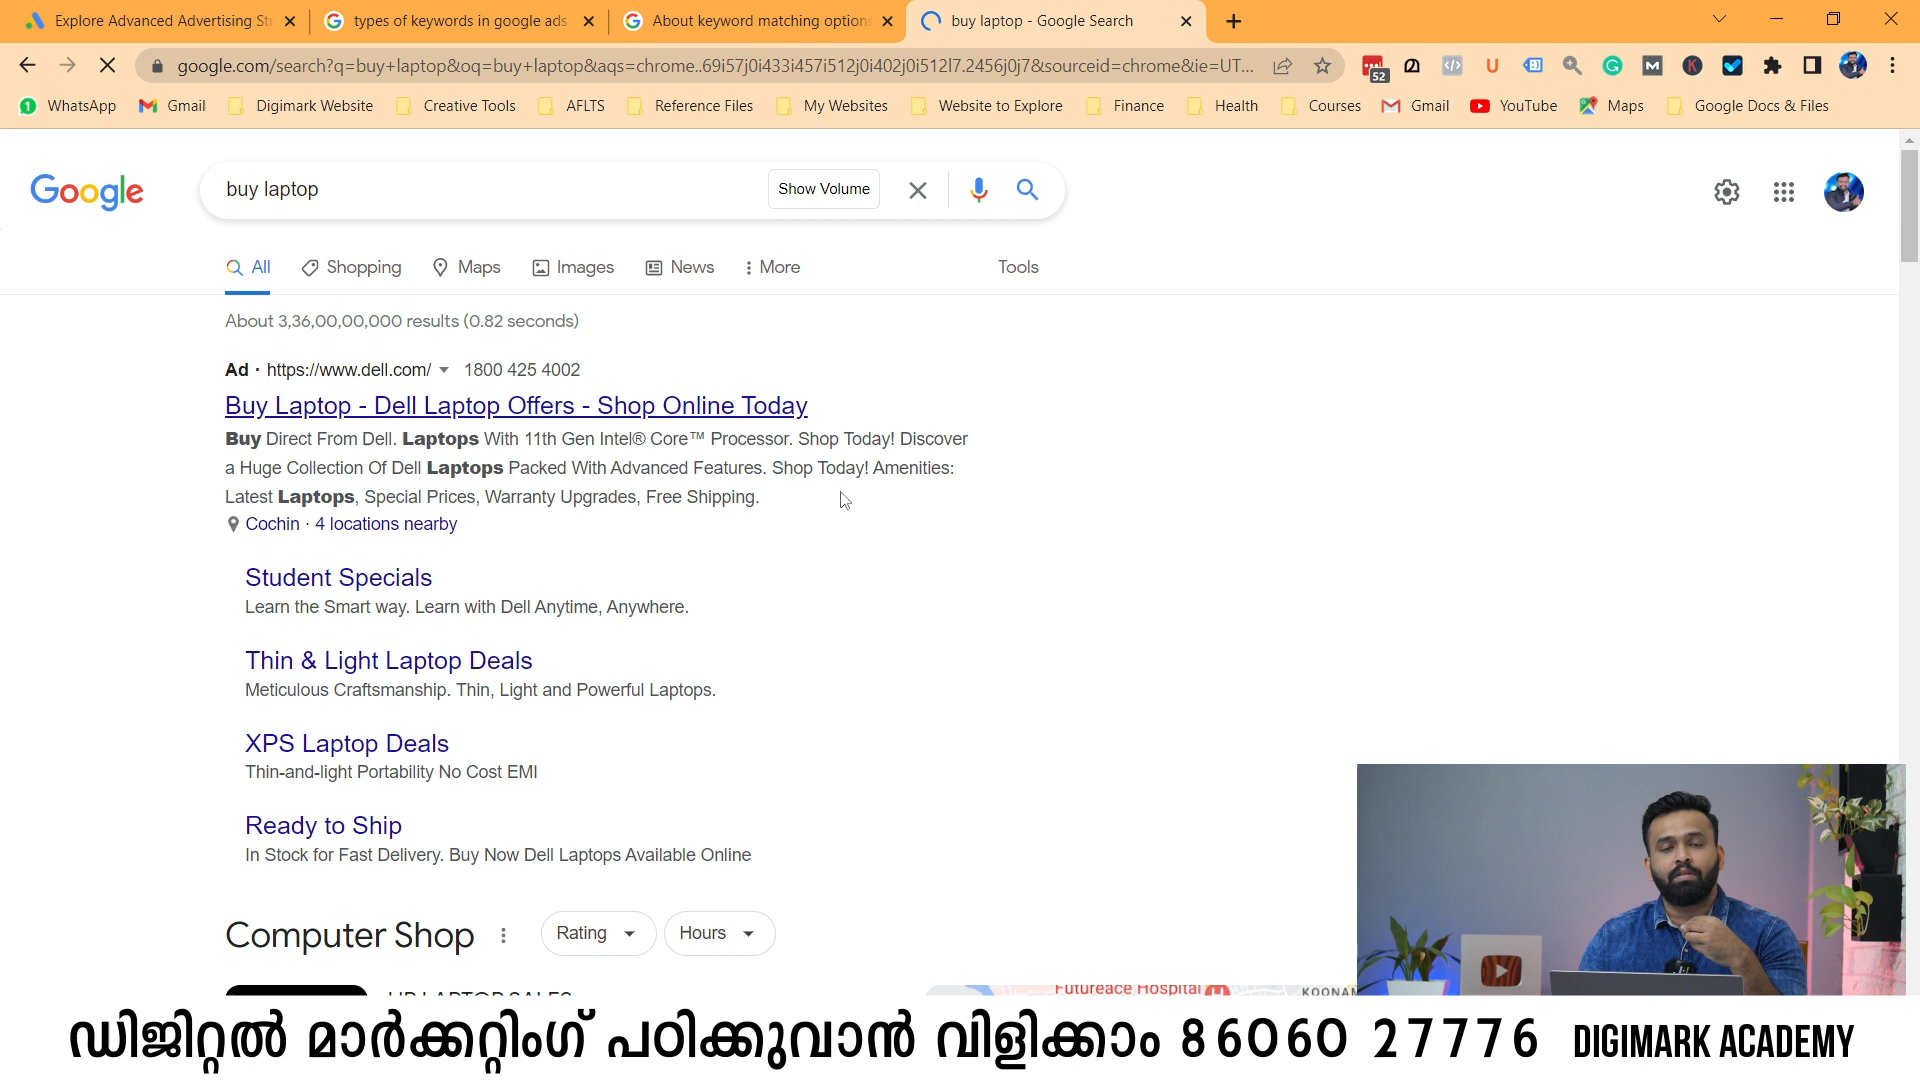 Explore Advanced Advertising Str
types of keywords in google ads
About keyword matching options
buy laptop - Google Search
google.com/search?q=buy+laptop&oq=buy+laptop&aqs=chrome..69i57j0i433i457i512j0i402j0i512l7.2456j0j7&sourceid=chrome&ie=UT...
52
WhatsApp
Gmail
Digimark Website
Creative Tools
AFLTS
Reference Files
My Websites
Website to Explore
Finance
Health
Courses
Gmail
YouTube
Maps
Google Docs & Files
Google
buy laptop
Show Volume
All
Shopping
Maps
Images
News
More
Tools
About 3,36,00,00,000 results (0.82 seconds)
Ad · https://www.dell.com/ 1800 425 4002
Buy Laptop - Dell Laptop Offers - Shop Online Today
Buy Direct From Dell. Laptops With 11th Gen Intel® Core™ Processor. Shop Today! Discover
a Huge Collection Of Dell Laptops Packed With Advanced Features. Shop Today! Amenities:
Latest Laptops, Special Prices, Warranty Upgrades, Free Shipping.
Cochin · 4 locations nearby
Student Specials
Learn the Smart way. Learn with Dell Anytime, Anywhere.
Thin & Light Laptop Deals
Meticulous Craftsmanship. Thin, Light and Powerful Laptops.
XPS Laptop Deals
Thin-and-light Portability No Cost EMI
Ready to Ship
In Stock for Fast Delivery. Buy Now Dell Laptops Available Online
Computer Shop
Rating
Hours
HP LAPTOP SALES
Futureace Hospital
KOONAM
ഡിജിറ്റൽ മാർക്കറ്റിംഗ് പഠിക്കുവാൻ വിളിക്കാം 86060 27776 DIGIMARK ACADEMY